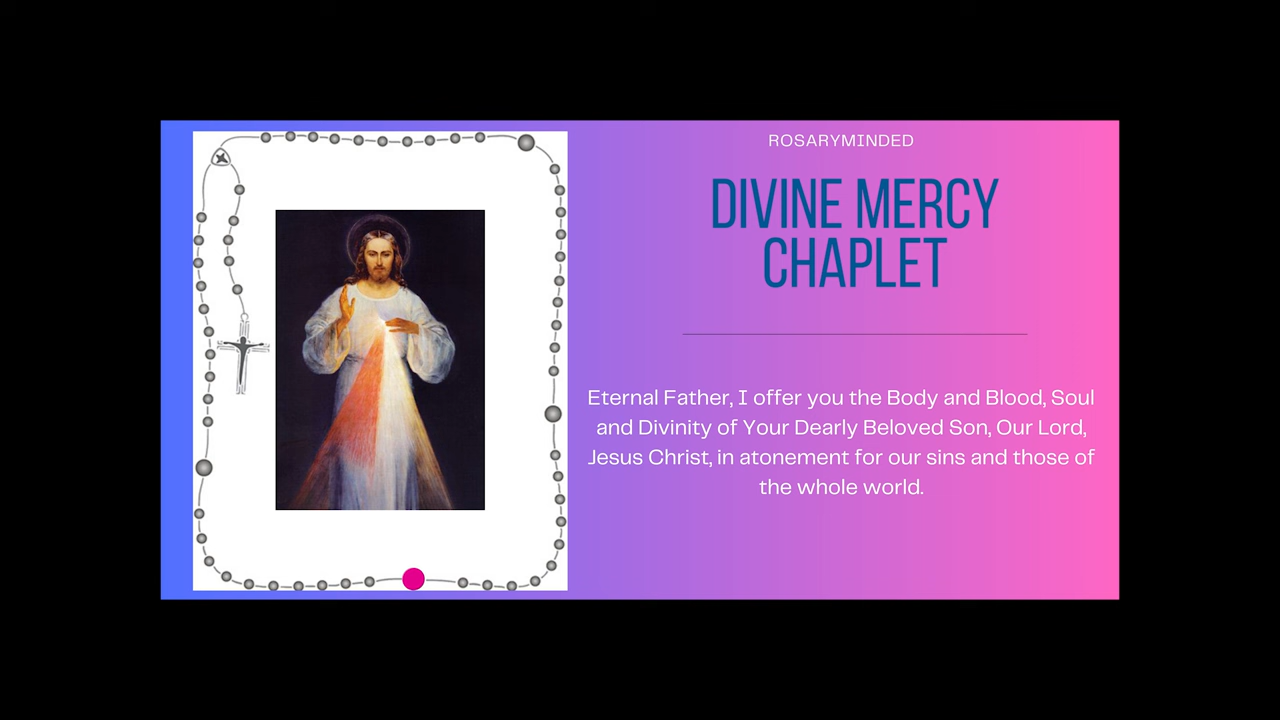 ROSARYMINDED
DIVINE MERCY
CHAPLET
Eternal Father, I offer you the Body and Blood, Soul
and Divinity of Your Dearly Beloved Son, Our Lord,
Jesus Christ, in atonement for our sins and those of
the whole world.